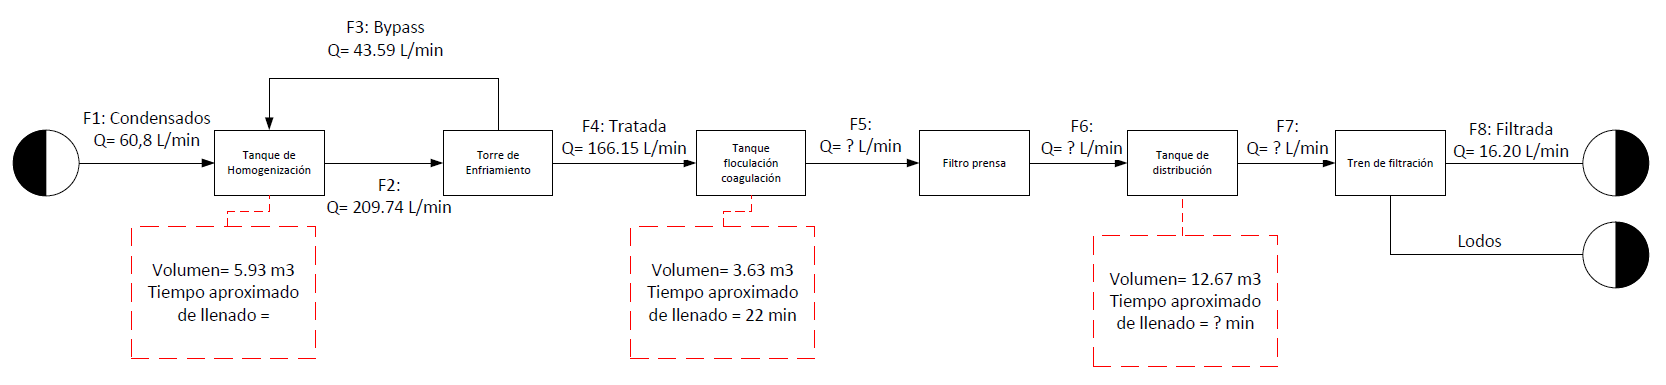 F3: Bypass
Q= 43.59 L/min
F1: Condensados
Q= 60,8 L/min
Tanque de
Homogenización
F2:
Q= 209.74 L/min
Torre de
Enfriamiento
F4: Tratada
Q= 166.15 L/min
Tanque
floculación
coagulación
F5:
Q= ? L/min
Filtro prensa
F6:
Q= ? L/min
Tanque de
distribución
F7:
Q= ? L/min
Tren de filtración
F8: Filtrada
Q= 16.20 L/min
Lodos
Volumen= 5.93 m3
Tiempo aproximado
de llenado =
Volumen= 3.63 m3
Tiempo aproximado
de llenado = 22 min
Volumen= 12.67 m3
Tiempo aproximado
de llenado = ? min